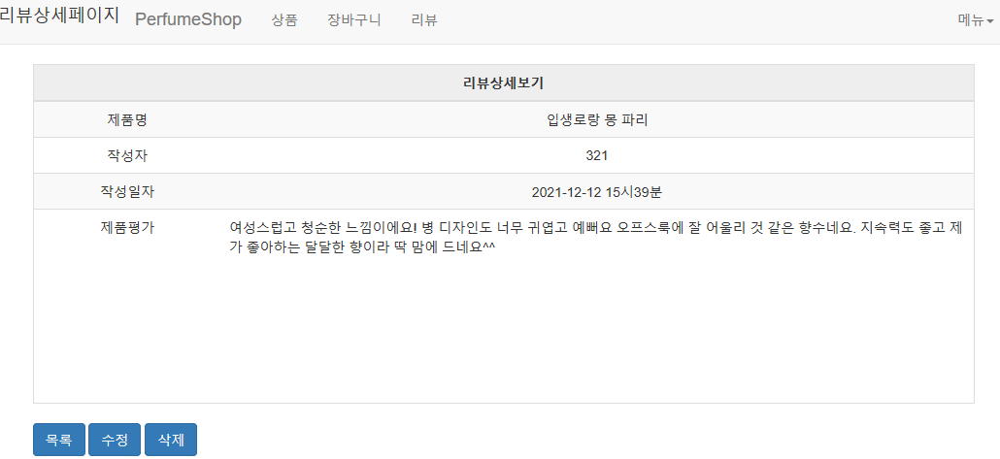 리뷰상세페이지 PerfumeShop 상품 장바구니 리뷰 메뉴
리뷰상세보기
제품명 입생로랑 몽 파리
작성자 321
작성일자 2021-12-12 15시39분
제품평가 여성스럽고 청순한 느낌이에요! 병 디자인도 너무 귀엽고 예뻐요 오프스룩에 잘 어울리 것 같은 향수네요. 지속력도 좋고 제
가 좋아하는 달달한 향이라 딱 맘에 드네요^^
목록 수정 삭제